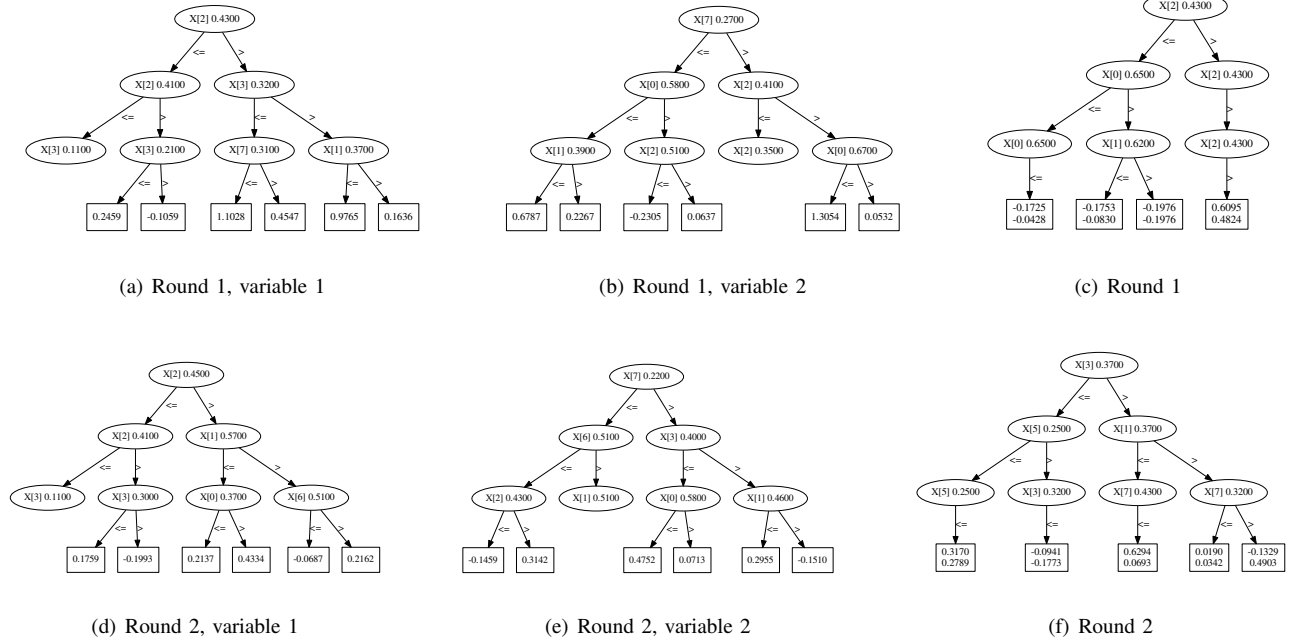 X[2] 0.4300
<= >
X[2] 0.4100 X[3] 0.3200
<= > <= >
X[3] 0.1100 X[3] 0.2100 X[7] 0.3100 X[1] 0.3700
<= > <= > <= >
0.2459 -0.1059 1.1028 0.4547 0.9765 0.1636
(a) Round 1, variable 1
X[7] 0.2700
<= >
X[0] 0.5800 X[2] 0.4100
<= > <= >
X[1] 0.3900 X[2] 0.5100 X[2] 0.3500 X[0] 0.6700
<= > <= > <= >
0.6787 0.2267 -0.2305 0.0637 1.3054 0.0532
(b) Round 1, variable 2
X[2] 0.4300
<= >
X[0] 0.6500 X[2] 0.4300
<= > >
X[0] 0.6500 X[1] 0.6200 X[2] 0.4300
<= <= > >
-0.1725 -0.1753 -0.1976 0.6095
-0.0428 -0.0830 -0.1976 0.4824
(c) Round 1
X[2] 0.4500
<= >
X[2] 0.4100 X[1] 0.5700
<= > <= >
X[3] 0.1100 X[3] 0.3000 X[0] 0.3700 X[6] 0.5100
<= > <= > <= >
0.1759 -0.1993 0.2137 0.4334 -0.0687 0.2162
(d) Round 2, variable 1
X[7] 0.2200
<= >
X[6] 0.5100 X[3] 0.4000
<= > <= >
X[2] 0.4300 X[1] 0.5100 X[0] 0.5800 X[1] 0.4600
<= > <= > <= >
-0.1459 0.3142 0.4752 0.0713 0.2955 -0.1510
(e) Round 2, variable 2
X[3] 0.3700
<= >
X[5] 0.2500 X[1] 0.3700
<= > <= >
X[5] 0.2500 X[3] 0.3200 X[7] 0.4300 X[7] 0.3200
<= <= <= <= >
0.3170 -0.0941 0.6294 0.0190 -0.1329
0.2789 -0.1773 0.0693 0.0342 0.4903
(f) Round 2